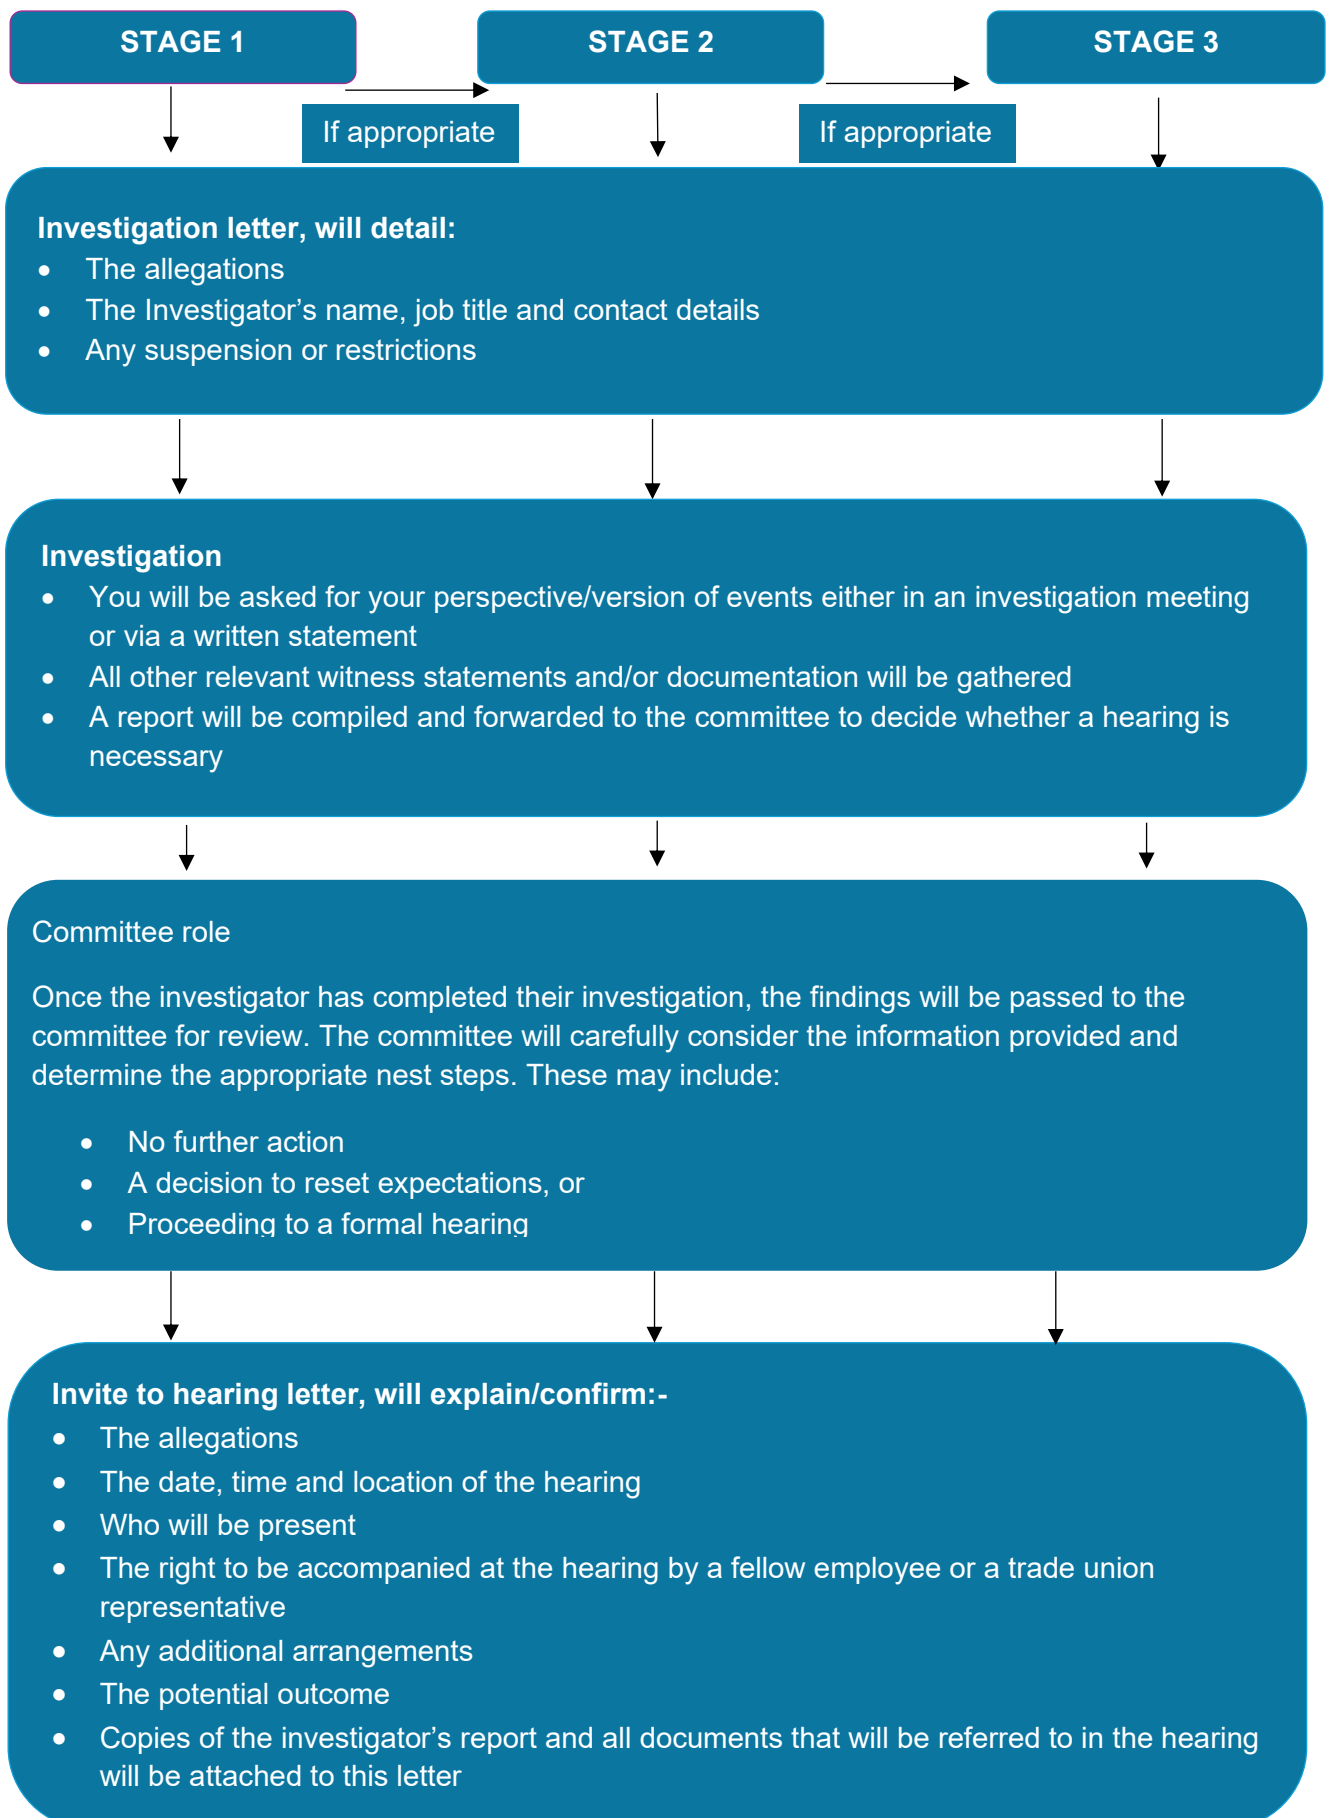 STAGE 1
STAGE 2
STAGE 3
If appropriate
If appropriate
Investigation letter, will detail:
• The allegations
• The Investigator’s name, job title and contact details
• Any suspension or restrictions
Investigation
• You will be asked for your perspective/version of events either in an investigation meeting
or via a written statement
• All other relevant witness statements and/or documentation will be gathered
• A report will be compiled and forwarded to the committee to decide whether a hearing is
necessary
Committee role
Once the investigator has completed their investigation, the findings will be passed to the
committee for review. The committee will carefully consider the information provided and
determine the appropriate nest steps. These may include:
• No further action
• A decision to reset expectations, or
• Proceeding to a formal hearing
Invite to hearing letter, will explain/confirm:-
• The allegations
• The date, time and location of the hearing
• Who will be present
• The right to be accompanied at the hearing by a fellow employee or a trade union
representative
• Any additional arrangements
• The potential outcome
• Copies of the investigator’s report and all documents that will be referred to in the hearing
will be attached to this letter